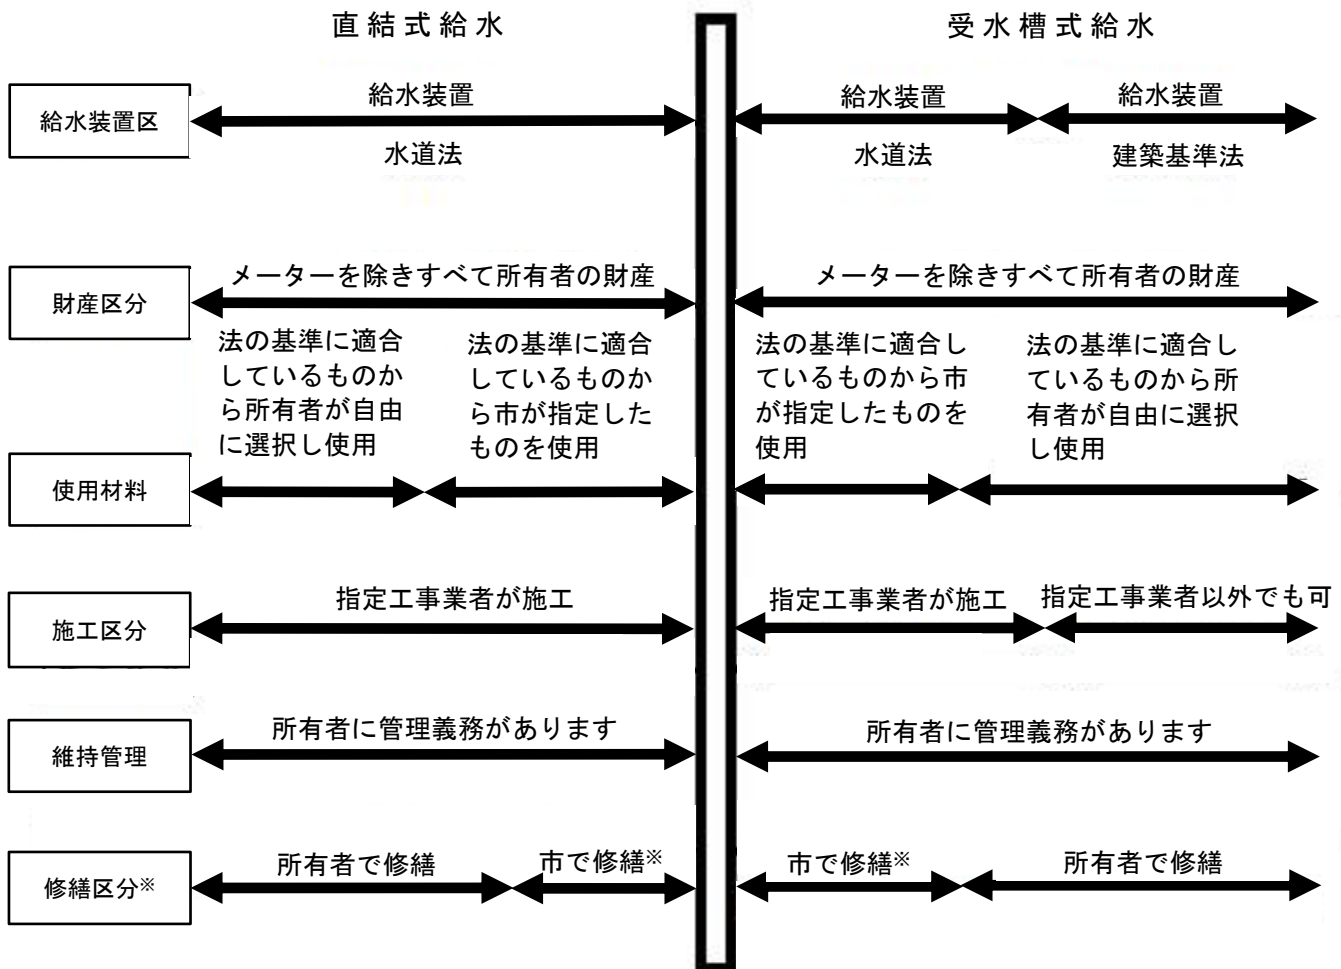 直結式給水
受水槽式給水
給水装置区
給水装置
水道法
給水装置
水道法
給水装置
建築基準法
財産区分
メーターを除きすべて所有者の財産
メーターを除きすべて所有者の財産
使用材料
法の基準に適合
しているものか
ら所有者が自由
に選択し使用
法の基準に適合
しているものか
ら市が指定した
ものを使用
法の基準に適合し
ているものから市
が指定したものを
使用
法の基準に適合し
ているものから所
有者が自由に選択
し使用
施工区分
指定工事業者が施工
指定工事業者が施工
指定工事業者以外でも可
維持管理
所有者に管理義務があります
所有者に管理義務があります
修繕区分※
所有者で修繕
市で修繕※
市で修繕※
所有者で修繕